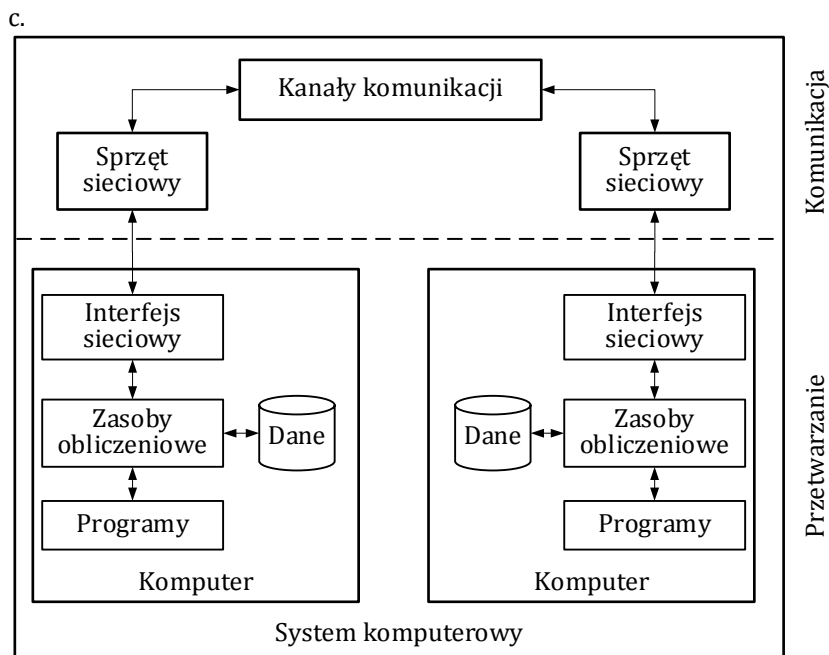 c.
Kanały komunikacji
Sprzęt
sieciowy
Sprzęt
sieciowy
Komunikacja
Interfejs
sieciowy
Interfejs
sieciowy
Zasoby
obliczeniowe
Dane
Dane
Zasoby
obliczeniowe
Programy
Programy
Komputer
Komputer
Przetwarzanie
System komputerowy